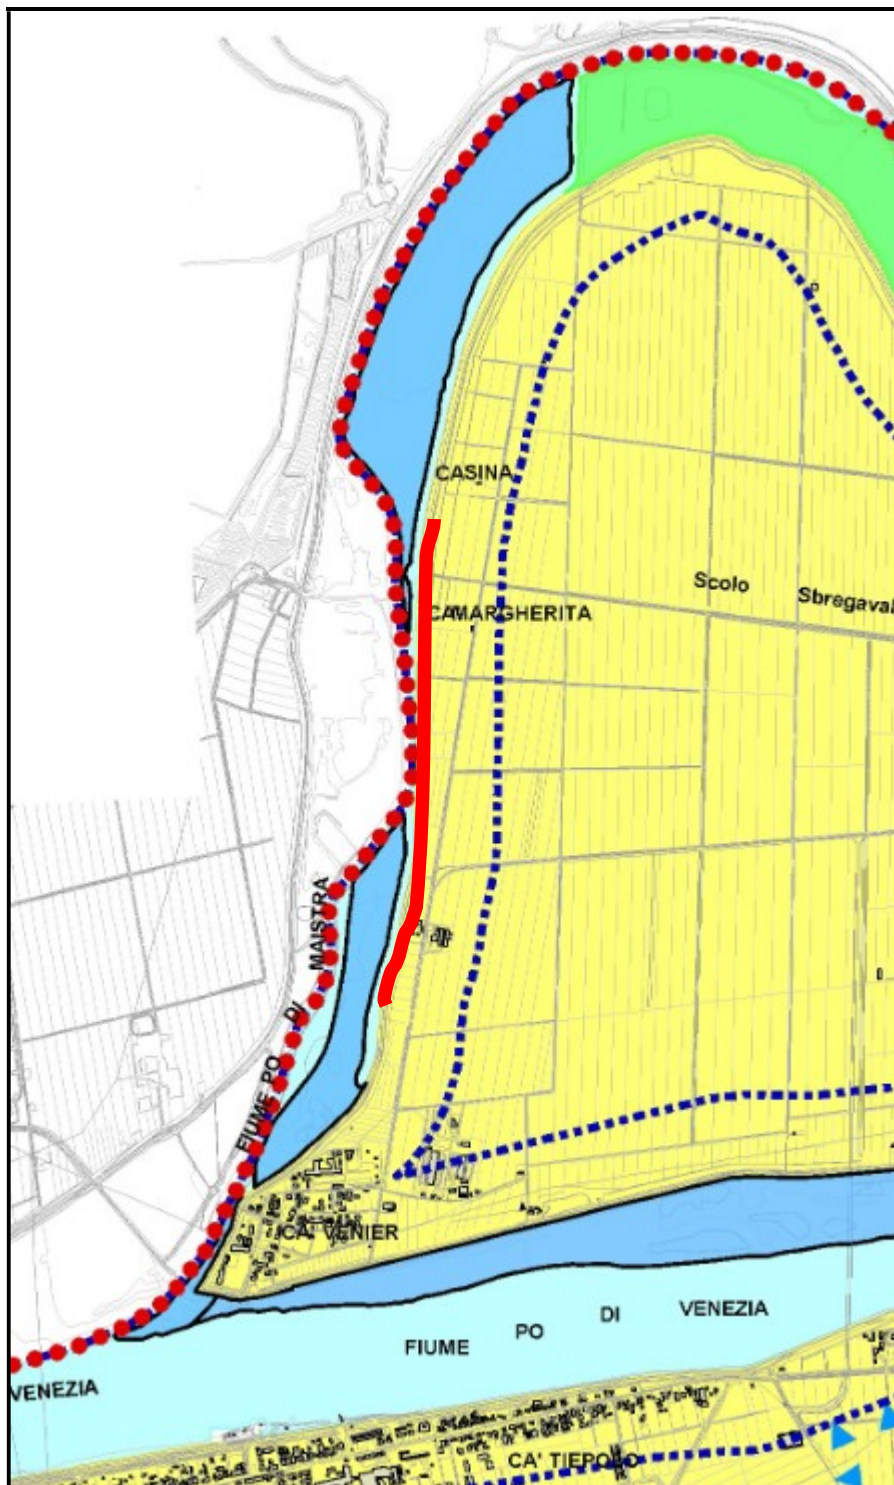 P
CASINA
Scolo Sbregaval
CA' MARGHERITA
FIUME PO DI MAISTRA
CA' VENIER
FIUME PO DI VENEZIA
VENEZIA
CA' TIEPOLO